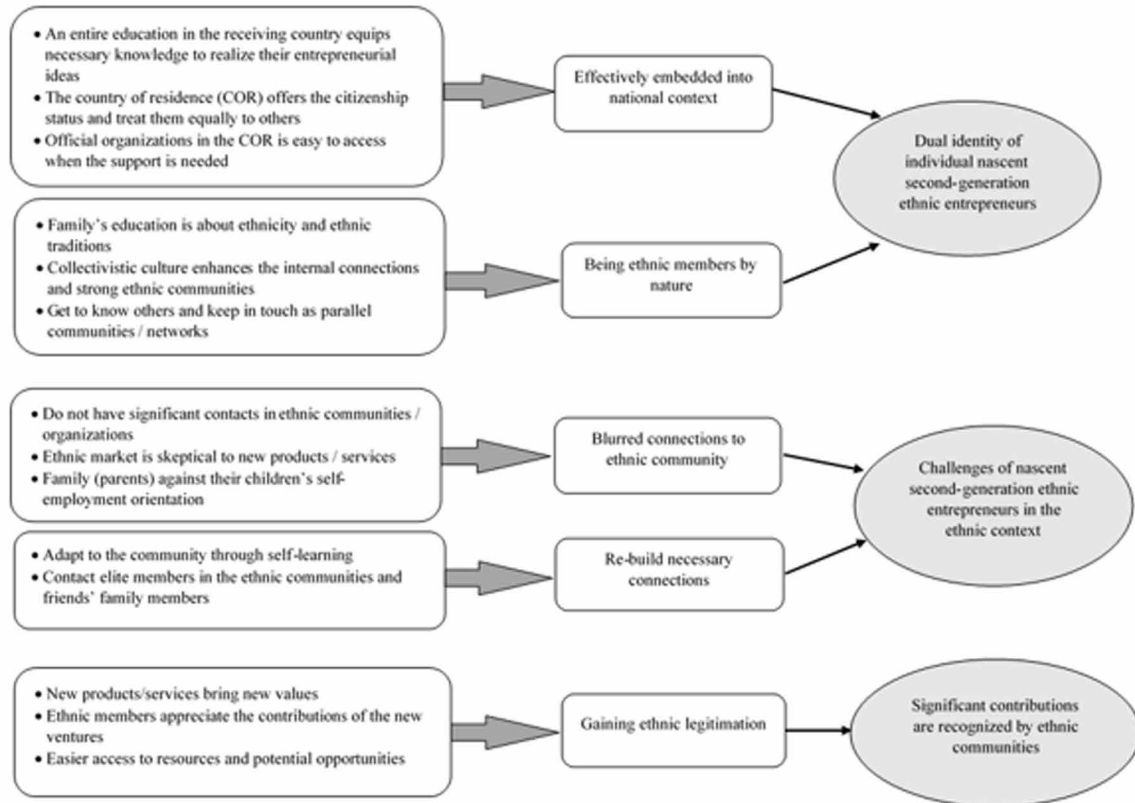 • An entire education in the receiving country equips
necessary knowledge to realize their entrepreneurial
ideas
• The country of residence (COR) offers the citizenship
status and treat them equally to others
• Official organizations in the COR is easy to access
when the support is needed
Effectively embedded into
national context
Dual identity of
individual nascent
second-generation
ethnic entrepreneurs
• Family's education is about ethnicity and ethnic
traditions
• Collectivistic culture enhances the internal connections
and strong ethnic communities
• Get to know others and keep in touch as parallel
communities / networks
Being ethnic members by
nature
• Do not have significant contacts in ethnic communities /
organizations
• Ethnic market is skeptical to new products / services
• Family (parents) against their children's self-
employment orientation
Blurred connections to
ethnic community
Challenges of nascent
second-generation ethnic
entrepreneurs in the
ethnic context
• Adapt to the community through self-learning
• Contact elite members in the ethnic communities and
friends' family members
Re-build necessary
connections
• New products/services bring new values
• Ethnic members appreciate the contributions of the new
ventures
• Easier access to resources and potential opportunities
Gaining ethnic legitimation
Significant contributions
are recognized by ethnic
communities